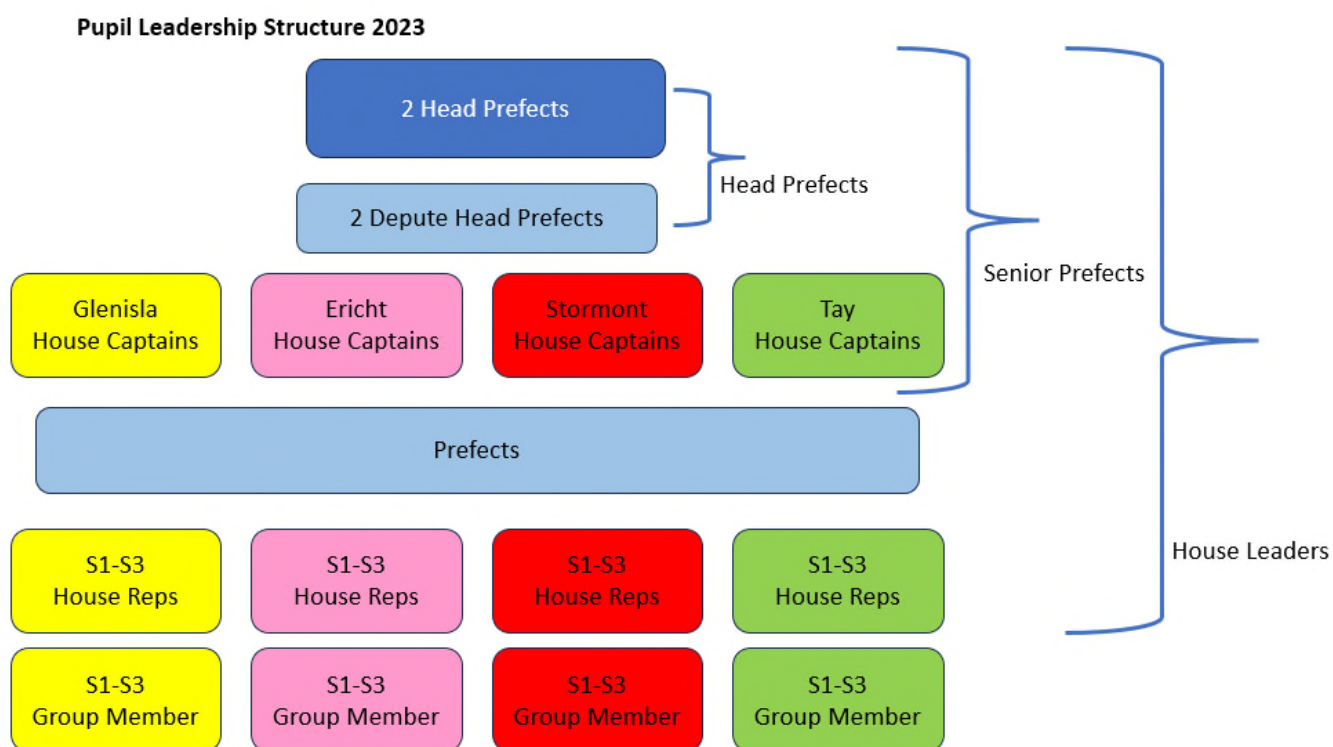 Pupil Leadership Structure 2023
2 Head Prefects
Head Prefects
2 Depute Head Prefects
Senior Prefects
Glenisla
House Captains
Ericht
House Captains
Stormont
House Captains
Tay
House Captains
Prefects
House Leaders
S1-S3
House Reps
S1-S3
House Reps
S1-S3
House Reps
S1-S3
House Reps
S1-S3
Group Member
S1-S3
Group Member
S1-S3
Group Member
S1-S3
Group Member